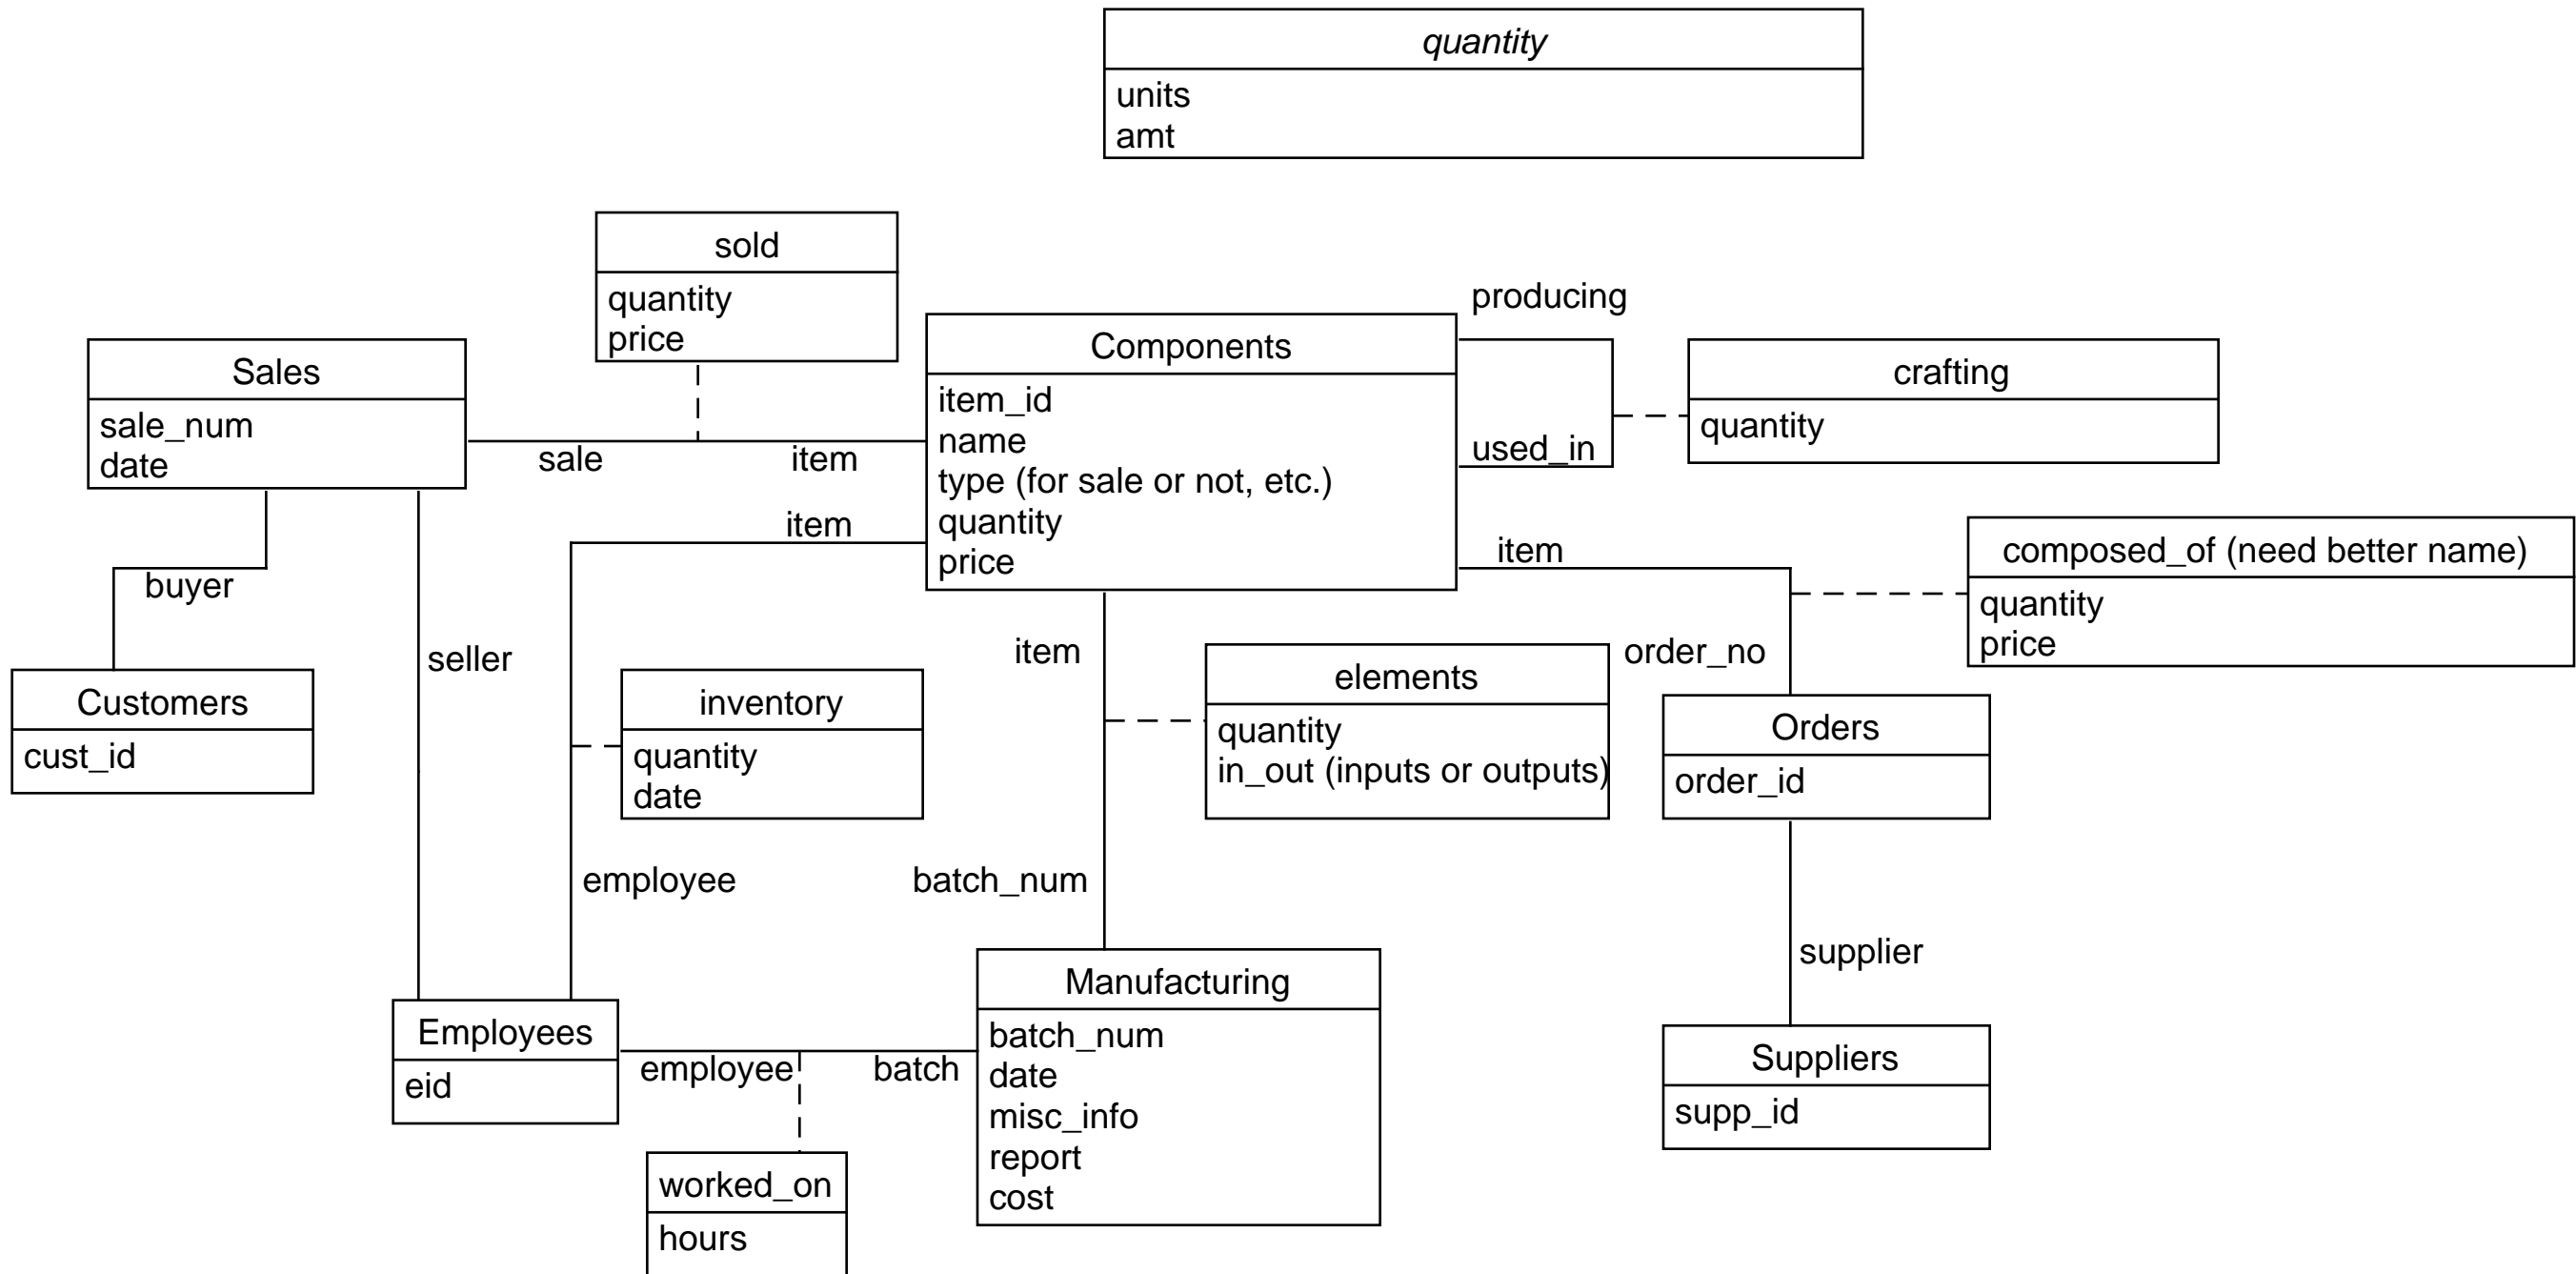 quantity
units
amt
sold
quantity
price
Sales
sale_num
date
sale
item
Components
item_id
name
type (for sale or not, etc.)
quantity
price
producing
used_in
crafting
quantity
item
item
composed_of (need better name)
quantity
price
buyer
seller
Customers
cust_id
inventory
quantity
date
item
elements
quantity
in_out (inputs or outputs)
order_no
Orders
order_id
employee
batch_num
supplier
Employees
eid
employee
batch
Manufacturing
batch_num
date
misc_info
report
cost
Suppliers
supp_id
worked_on
hours